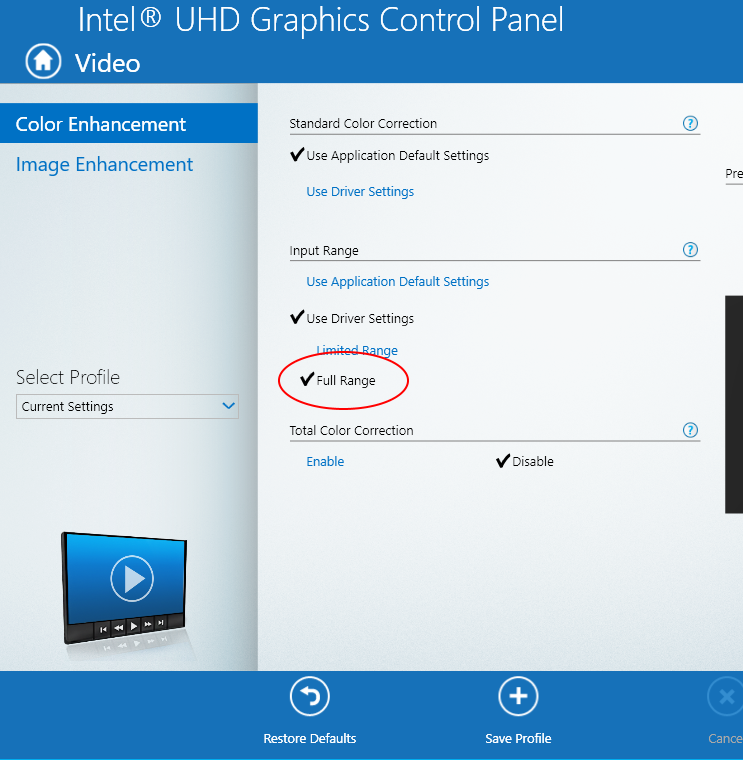 Intel® UHD Graphics Control Panel
Video
Color Enhancement
Image Enhancement
Select Profile
Current Settings
Standard Color Correction
Use Application Default Settings
Use Driver Settings
Input Range
Use Application Default Settings
Use Driver Settings
Limited Range
Full Range
Total Color Correction
Enable Disable
Pre
Restore Defaults Save Profile Cance